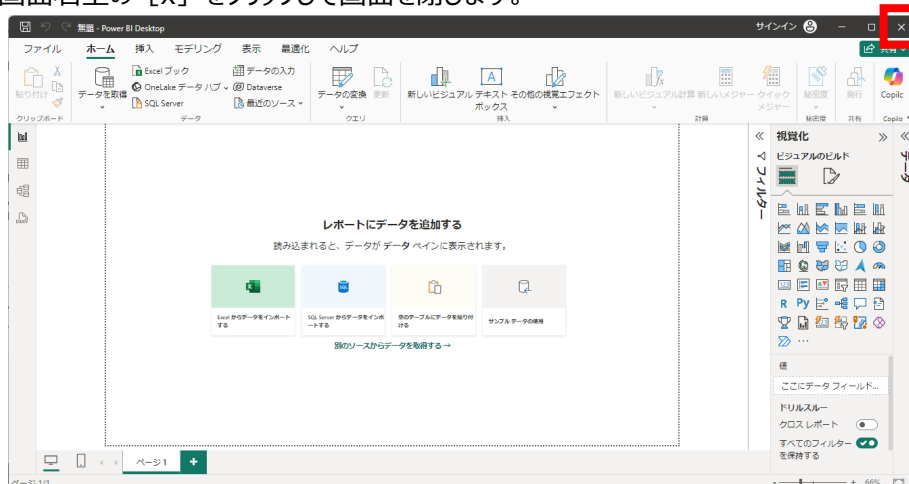 画面右上の「X」をクリックして画面を閉じます。
無題 - Power BI Desktop
サインイン
ファイル ホーム 挿入 モデリング 表示 最適化 ヘルプ
共有
貼り付け
クリップボード
データを取得
Excel ブック
OneLake データ ハブ
SQL Server
データの入力
Dataverse
最近のソース
データ
データの変換 更新
クエリ
新しいビジュアル テキスト ボックス その他の視覚エフェクト
挿入
新しいビジュアル計算 新しいメジャー クイック メジャー
計算
秘密度
秘密度
発行
共有
Copilo
レポートにデータを追加する
読み込まれると、データが データ ペインに表示されます。
Excel からデータをインポート
する
SQL Server からデータをインポ
ートする
空のテーブルにデータを貼り付
ける
サンプル データの使用
別のソースからデータを取得する →
フィルター
視覚化
データ
ビジュアルのビルド
R Py
値
ここにデータ フィールド...
ドリルスルー
クロス レポート
すべてのフィルター
を保持する
ページ 1
ページ 1/1
66%